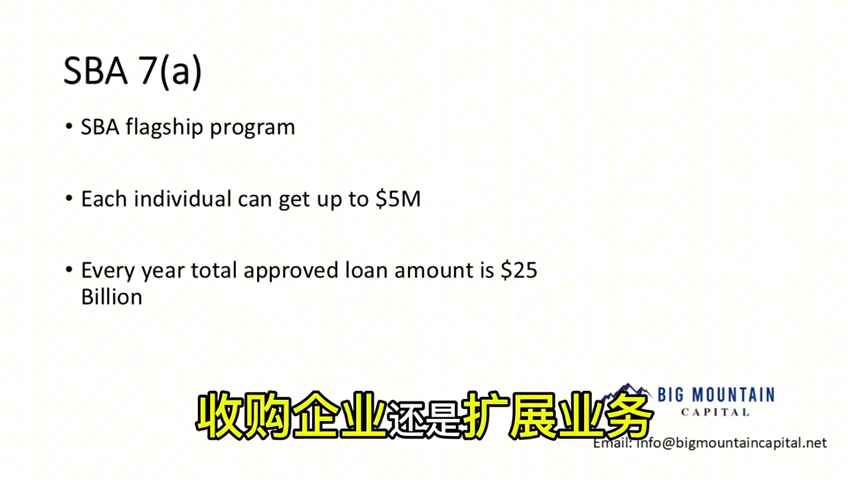 SBA 7(a)
• SBA flagship program
• Each individual can get up to $5M
• Every year total approved loan amount is $25
Billion
BIG MOUNTAIN
CAPITAL
收购企业还是扩展业务
Email: info@bigmountaincapital.net